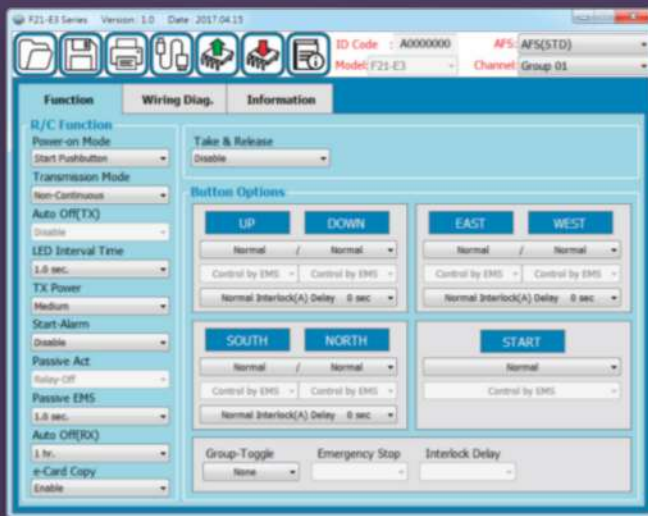 F21-E3 Series Version: 1.0 Date: 2017.04.15
ID Code : A0000000 AFS: AFS(STD)
Model: F21-E3 Channel: Group 01
Function Wiring Diag. Information
R/C Function
Power-on Mode
Start Pushbutton
Transmission Mode
Non-Continuous
Auto Off(TX)
Disable
LED Interval Time
1.0 sec.
TX Power
Medium
Start-Alarm
Disable
Passive Act
Relay-Off
Passive EMS
1.0 sec.
Auto Off(RX)
1 hr.
e-Card Copy
Enable
Take & Release
Disable
Button Options
UP DOWN
Normal / Normal
Control by EMS Control by EMS
Normal Interlock(A) Delay 0 sec
EAST WEST
Normal / Normal
Control by EMS Control by EMS
Normal Interlock(A) Delay 0 sec
SOUTH NORTH
Normal / Normal
Control by EMS Control by EMS
Normal Interlock(A) Delay 0 sec
START
Normal
Control by EMS
Group-Toggle Emergency Stop Interlock Delay
None